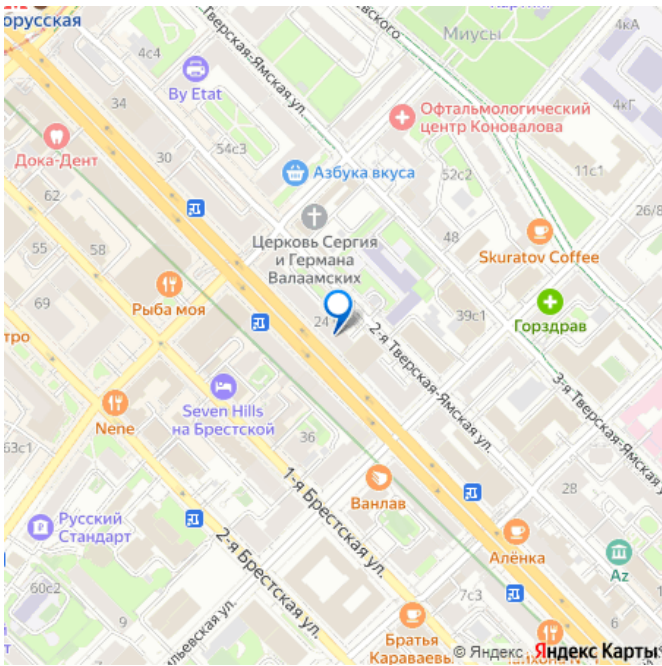 орусская
4с4
By Etat
34
Дока-Дент
30
54с3
62
Азбука вкуса
Миусы
4кА
4кГ
Офтальмологический
центр Коновалова
52с2
11с1
26/8
48
Skuratov Coffee
Церковь Сергия
и Германа
Валаамских
55
58
69
Рыба моя
тро
24
39с1
Горздрав
Тверская-Ямская ул.
2-я Тверская-Ямская ул.
3-я Тверская-Ямская у
Seven Hills
на Брестской
Nene
36
63с1
1-я Брестская ул.
2-я Брестская ул.
Ванлав
28
Русский
Стандарт
Алёнка
Az
60с2
9
7с3
6
Братья
Караваевы
© Яндекс Яндекс Карты